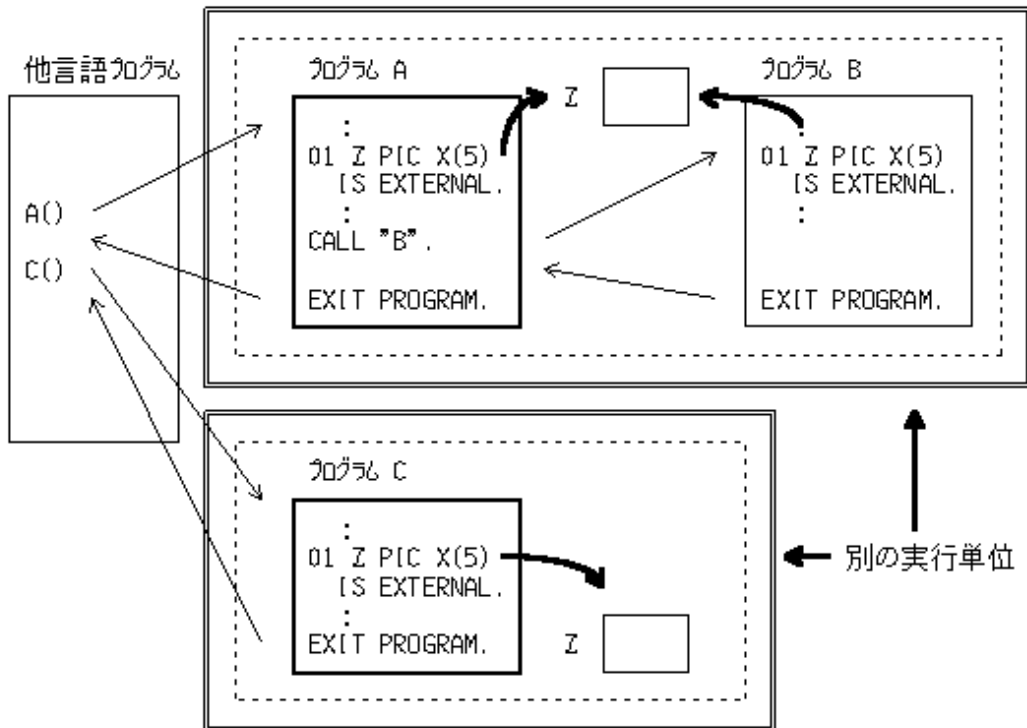 他言語プログラム
A()
C()
プログラム A
:
01 Z PIC X(5)
IS EXTERNAL.
:
CALL "B".
EXIT PROGRAM.
Z
プログラム B
:
01 Z PIC X(5)
IS EXTERNAL.
:
EXIT PROGRAM.
プログラム C
:
01 Z PIC X(5)
IS EXTERNAL.
:
EXIT PROGRAM.
Z
別の実行単位